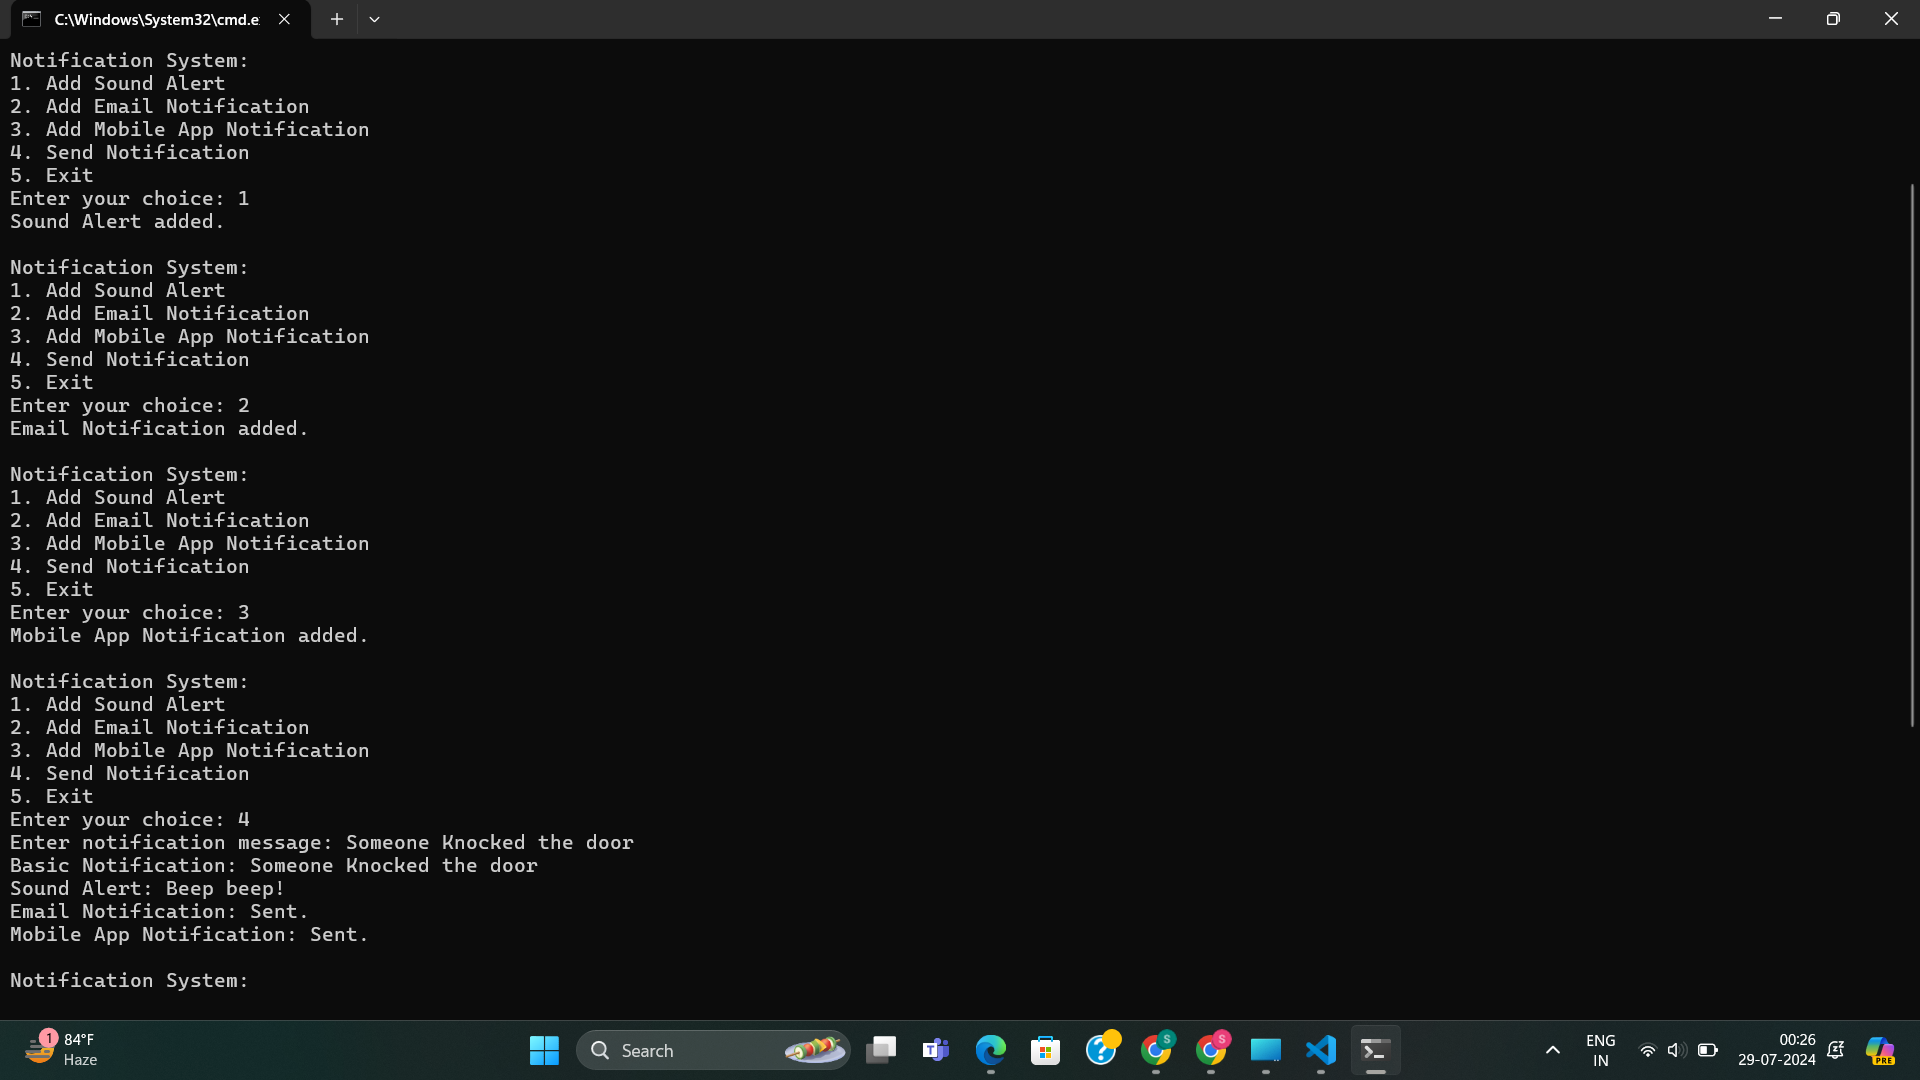 C:\Windows\System32\cmd.e
Notification System:
1. Add Sound Alert
2. Add Email Notification
3. Add Mobile App Notification
4. Send Notification
5. Exit
Enter your choice: 1
Sound Alert added.
Notification System:
1. Add Sound Alert
2. Add Email Notification
3. Add Mobile App Notification
4. Send Notification
5. Exit
Enter your choice: 2
Email Notification added.
Notification System:
1. Add Sound Alert
2. Add Email Notification
3. Add Mobile App Notification
4. Send Notification
5. Exit
Enter your choice: 3
Mobile App Notification added.
Notification System:
1. Add Sound Alert
2. Add Email Notification
3. Add Mobile App Notification
4. Send Notification
5. Exit
Enter your choice: 4
Enter notification message: Someone Knocked the door
Basic Notification: Someone Knocked the door
Sound Alert: Beep beep!
Email Notification: Sent.
Mobile App Notification: Sent.
Notification System:
1
84°F
Haze
Search
T
S
S
ENG
IN
00:26
29-07-2024
PRE